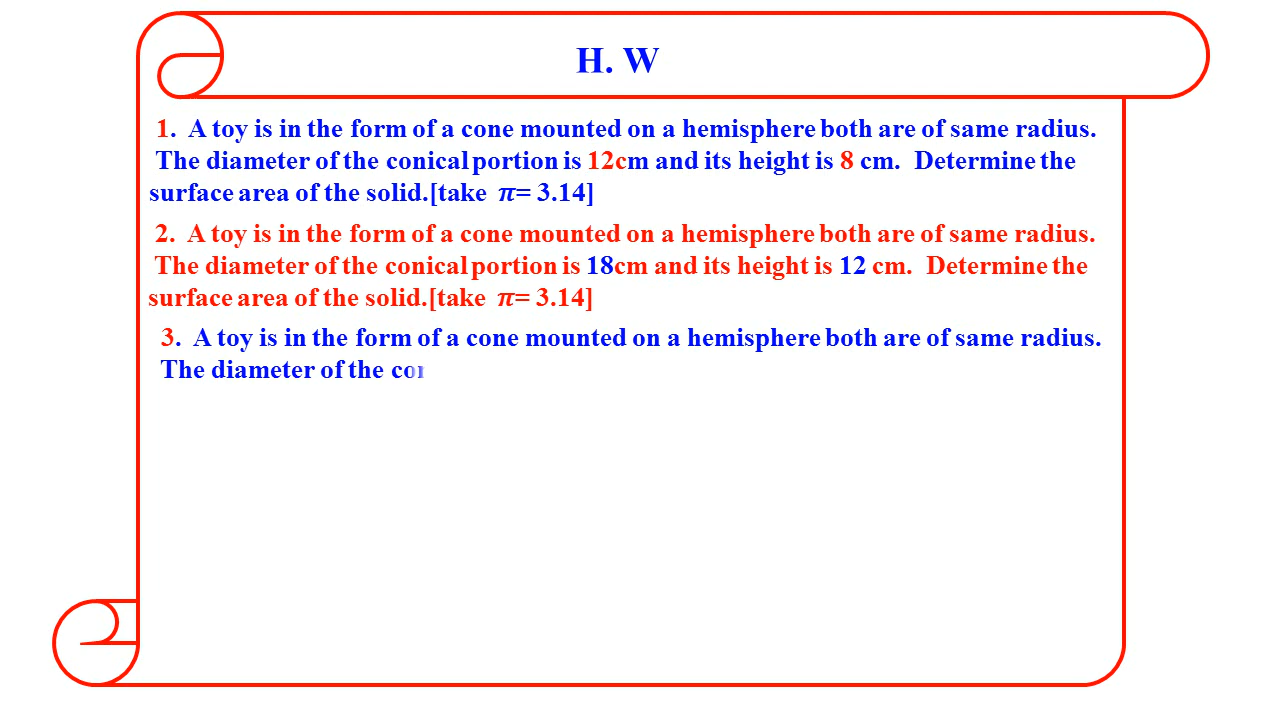 H. W
1. A toy is in the form of a cone mounted on a hemisphere both are of same radius.
The diameter of the conical portion is 12cm and its height is 8 cm. Determine the
surface area of the solid.[take π= 3.14]
2. A toy is in the form of a cone mounted on a hemisphere both are of same radius.
The diameter of the conical portion is 18cm and its height is 12 cm. Determine the
surface area of the solid.[take π= 3.14]
3. A toy is in the form of a cone mounted on a hemisphere both are of same radius.
The diameter of the